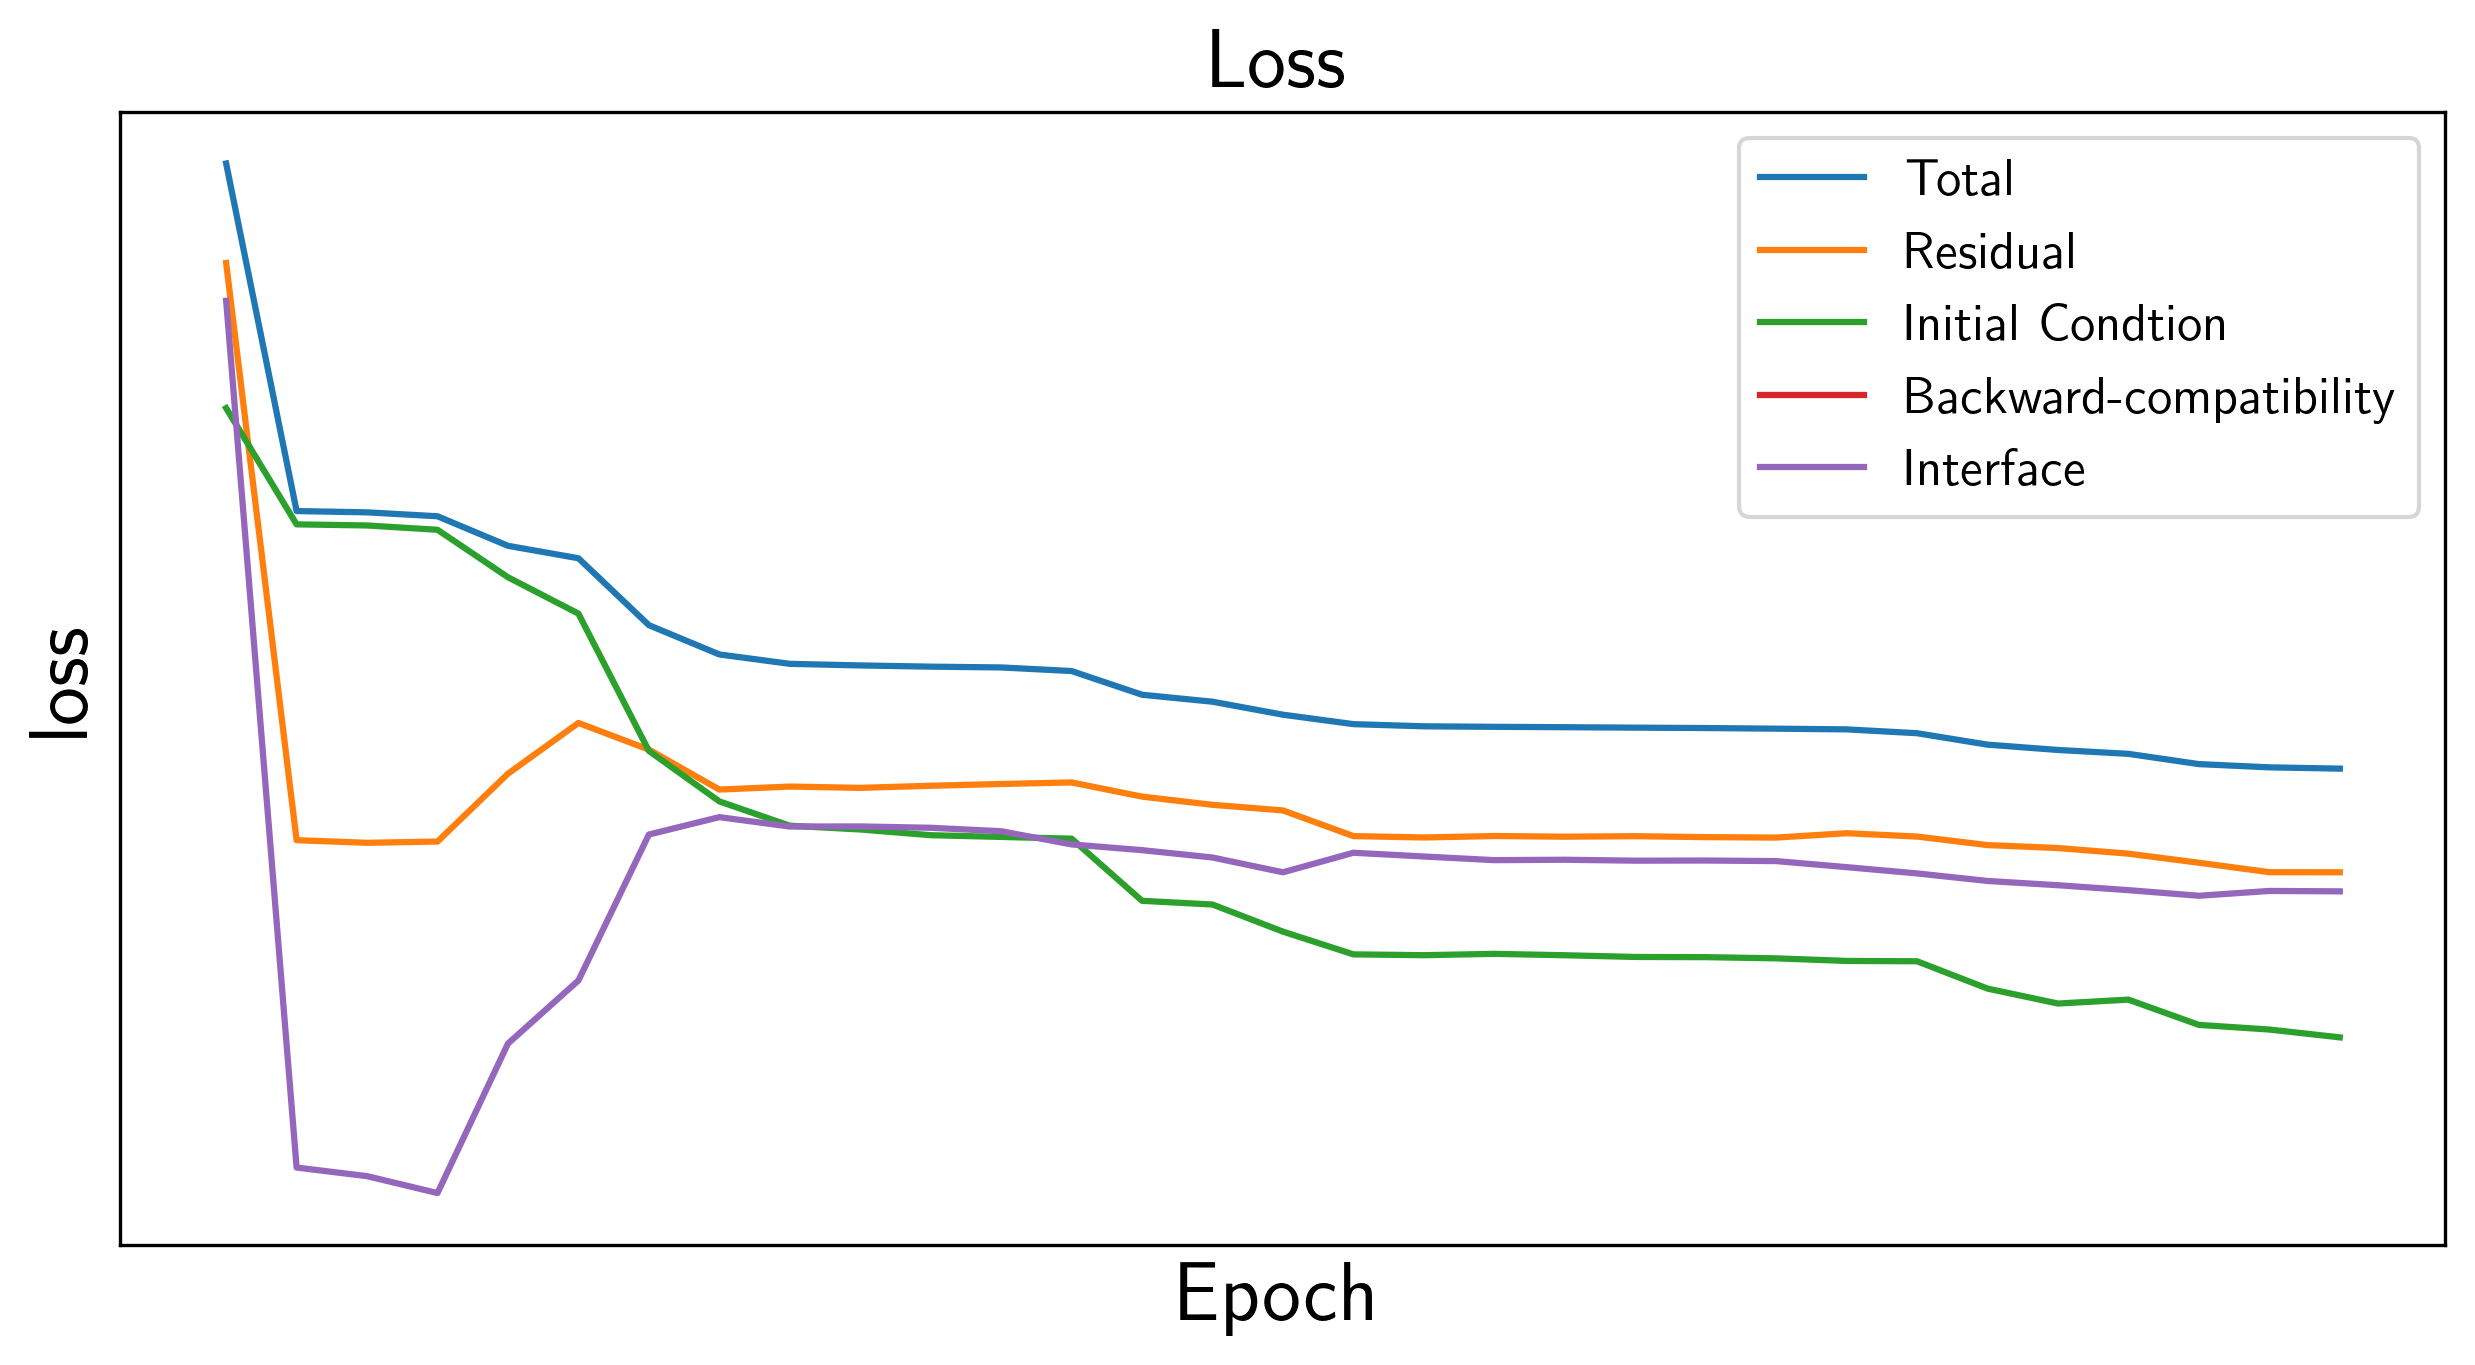 Loss
Total
Residual
Initial Condtion
Backward-compatibility
Interface
loss
Epoch